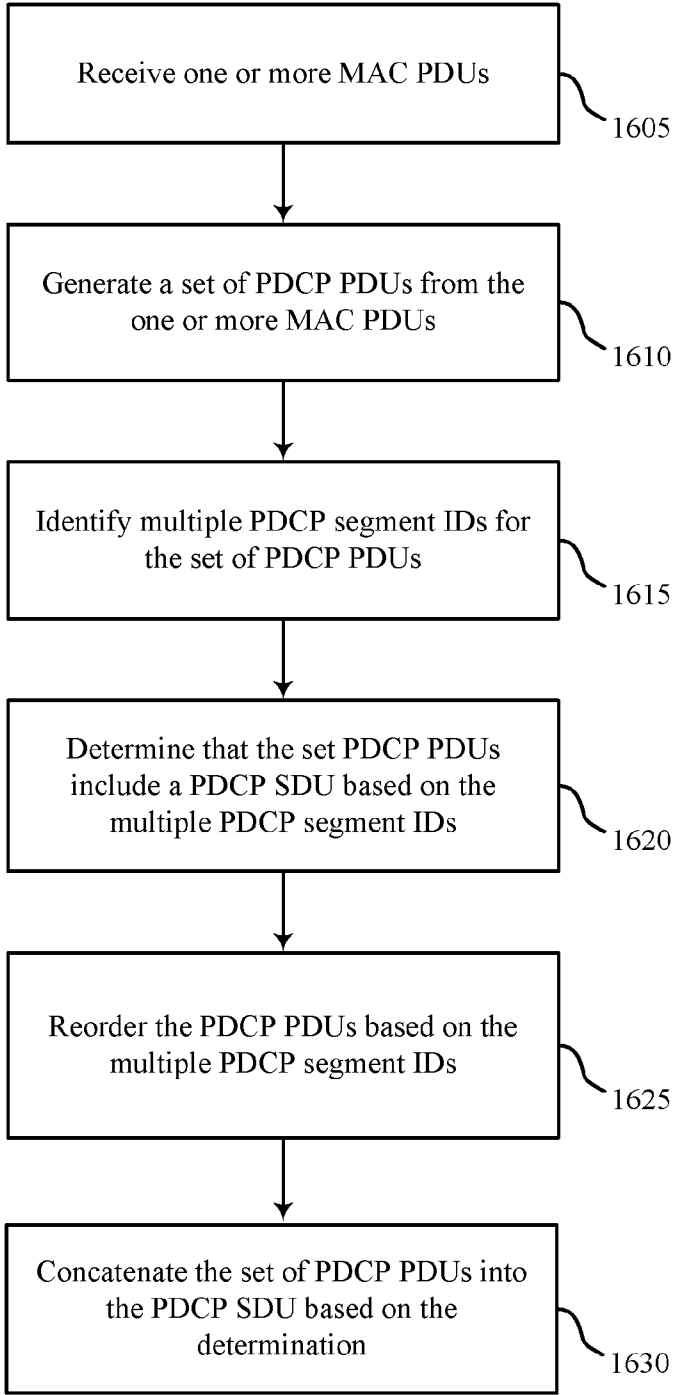 Receive one or more MAC PDUs
1605
Generate a set of PDCP PDUs from the
one or more MAC PDUs
1610
Identify multiple PDCP segment IDs for
the set of PDCP PDUs
1615
Determine that the set PDCP PDUs
include a PDCP SDU based on the
multiple PDCP segment IDs
1620
Reorder the PDCP PDUs based on the
multiple PDCP segment IDs
1625
Concatenate the set of PDCP PDUs into
the PDCP SDU based on the
determination
1630